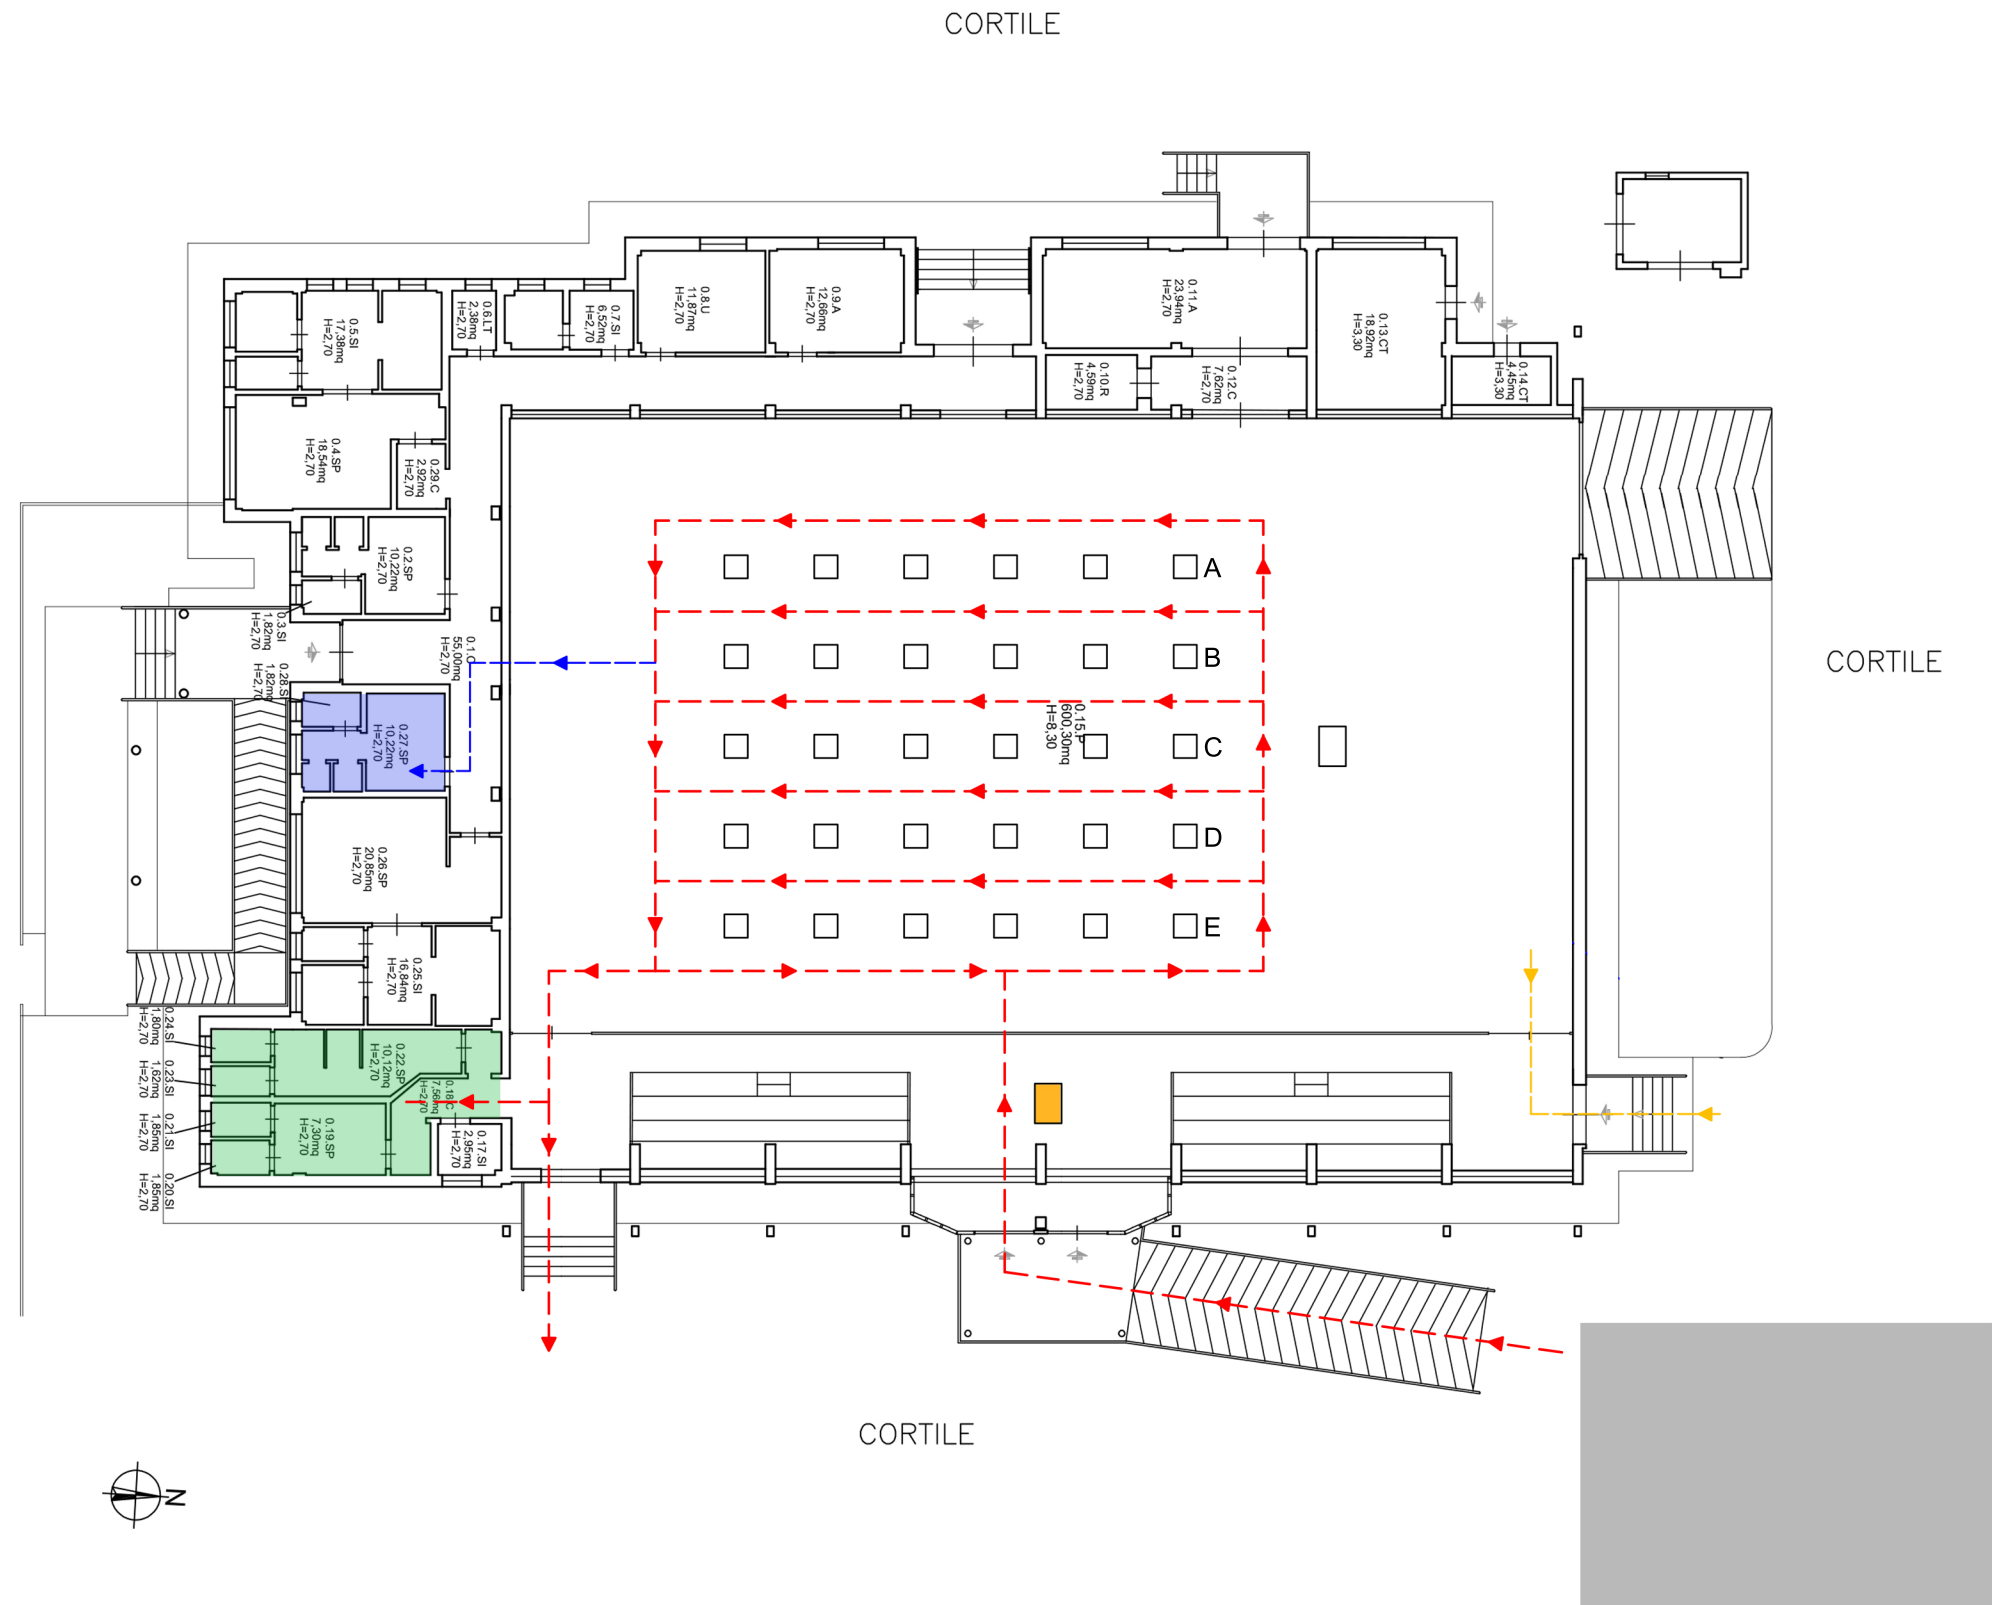 CORTILE
0.5.SI
17,38mq
H=2,70
0.6.LT
2,38mq
H=2,70
0.7.SI
6,52mq
H=2,70
0.8.U
11,87mq
H=2,70
0.9.A
12,66mq
H=2,70
0.11.A
23,94mq
H=2,70
0.13.CT
18,92mq
H=3,30
0.10.R
4,59mq
H=2,70
0.12.C
7,62mq
H=2,70
0.14.CT
4,45mq
H=3,30
0.4.SP
18,54mq
H=2,70
0.29.C
2,92mq
H=2,70
0.2.SP
10,22mq
H=2,70
A
0.3.SI
1,82mq
H=2,70
0.1.C
55,00mq
H=2,70
B
CORTILE
0.28.SI
1,82mq
H=2,70
0.27.SP
10,22mq
H=2,70
0.15.P
600,30mq
H=8,30
C
0.26.SP
20,85mq
H=2,70
D
E
0.25.SI
16,84mq
H=2,70
0.24.SI
1,80mq
H=2,70
0.22.SP
10,12mq
H=2,70
0.23.SI
1,62mq
H=2,70
0.18.C
7,56mq
H=2,70
0.21.SI
1,85mq
H=2,70
0.19.SP
7,30mq
H=2,70
0.17.SI
2,95mq
H=2,70
0.20.SI
1,85mq
H=2,70
CORTILE
N